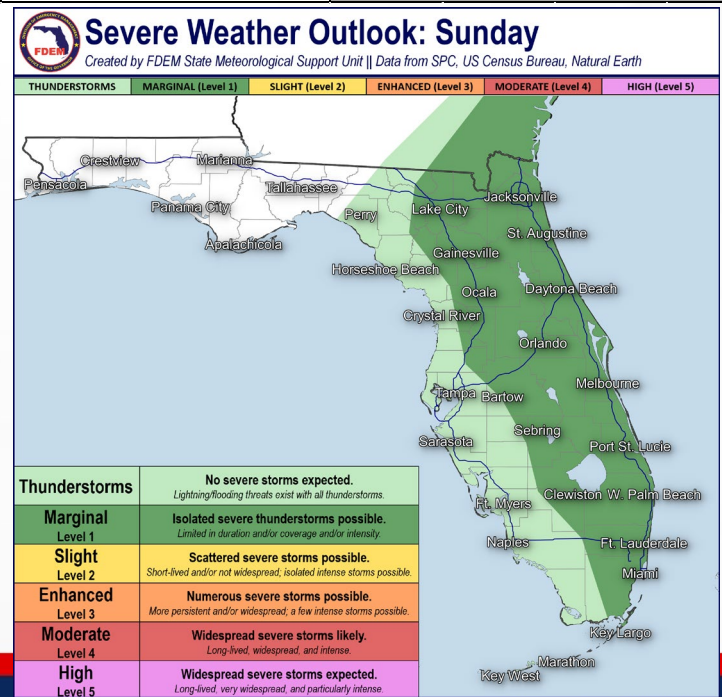 Severe Weather Outlook: Sunday
Created by FDEM State Meteorological Support Unit || Data from SPC, US Census Bureau, Natural Earth
FDEM
THUNDERSTORMS
MARGINAL (Level 1)
SLIGHT (Level 2)
ENHANCED (Level 3)
MODERATE (Level 4)
HIGH (Level 5)
Crestview
Marianna
Pensacola
Tallahassee
Panama City
Apalachicola
Perry
Lake City
Jacksonville
St. Augustine
Gainesville
Horseshoe Beach
Ocala
Daytona Beach
Crystal River
Orlando
Tampa
Bartow
Melbourne
Sebring
Sarasota
Port St. Lucie
Ft. Myers
Clewiston
W. Palm Beach
Naples
Ft. Lauderdale
Miami
Key Largo
Marathon
Key West
Thunderstorms
No severe storms expected.
Lightning/flooding threats exist with all thunderstorms.
Marginal
Level 1
Isolated severe thunderstorms possible.
Limited in duration and/or coverage and/or intensity.
Slight
Level 2
Scattered severe storms possible.
Short-lived and/or not widespread; isolated intense storms possible.
Enhanced
Level 3
Numerous severe storms possible.
More persistent and/or widespread; a few intense storms possible.
Moderate
Level 4
Widespread severe storms likely.
Long-lived, widespread, and intense.
High
Level 5
Widespread severe storms expected.
Long-lived, very widespread, and particularly intense.